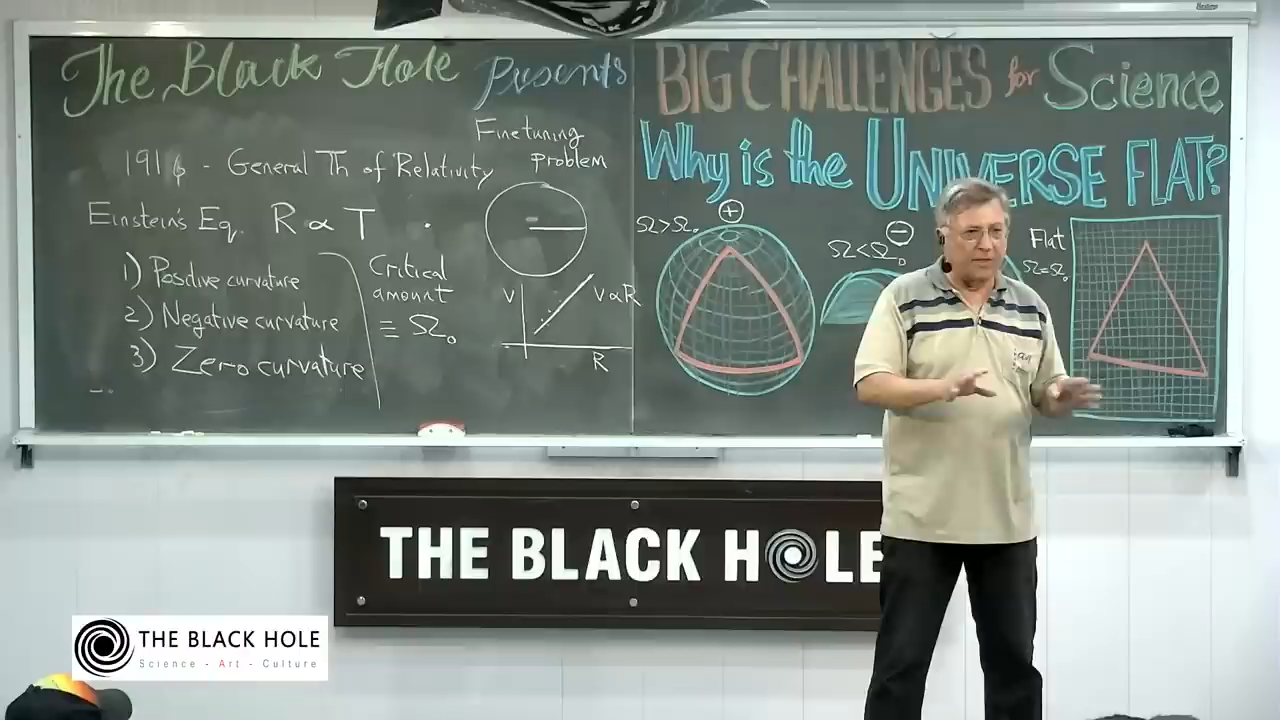 The Black Hole Presents
1916 - General Th of Relativity
Einstein's Eq. R ∝ T
1) Positive curvature
2) Negative curvature
3) Zero curvature
Critical
amount
≡ Ω₀
Finetuning
problem
V
V ∝ R
R
BIG CHALLENGES for Science
Why is the UNIVERSE FLAT?
Ω>Ω₀
+
Ω<Ω₀
−
Flat
Ω=Ω₀
THE BLACK HOLE
THE BLACK HOLE
Science - Art - Culture